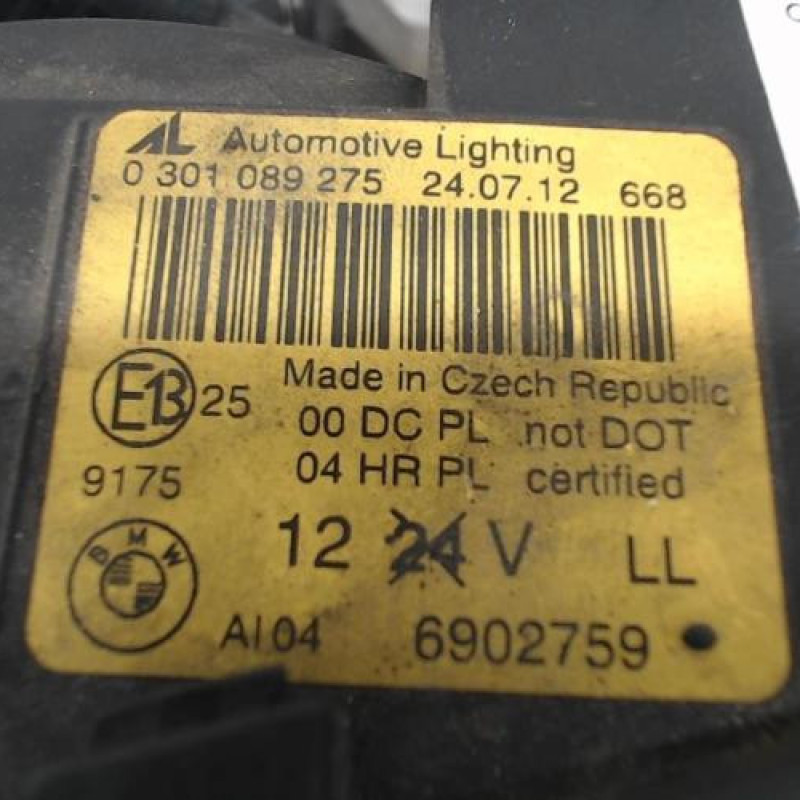 AL Automotive Lighting
0 301 089 275 24.07.12 668
E13 25 Made in Czech Republic
00 DC PL not DOT
9175 04 HR PL certified
12 24 V LL
BMW
AI 04 6902759